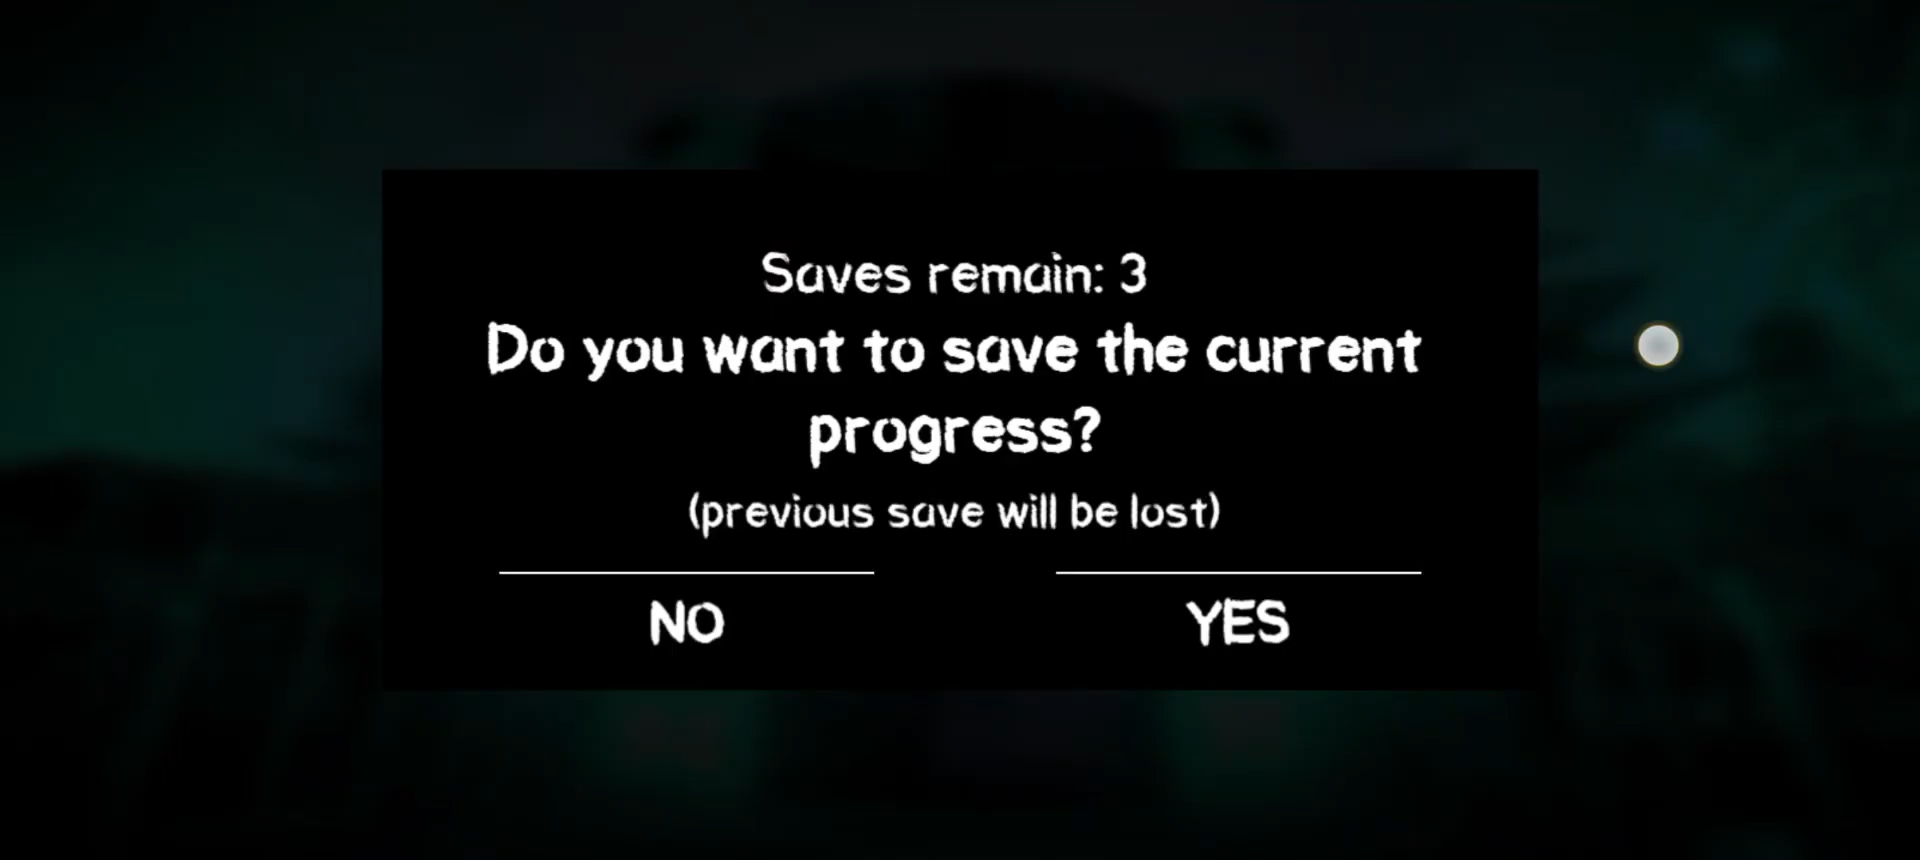 Saves remain: 3
Do you want to save the current
progress?
(previous save will be lost)
NO
YES